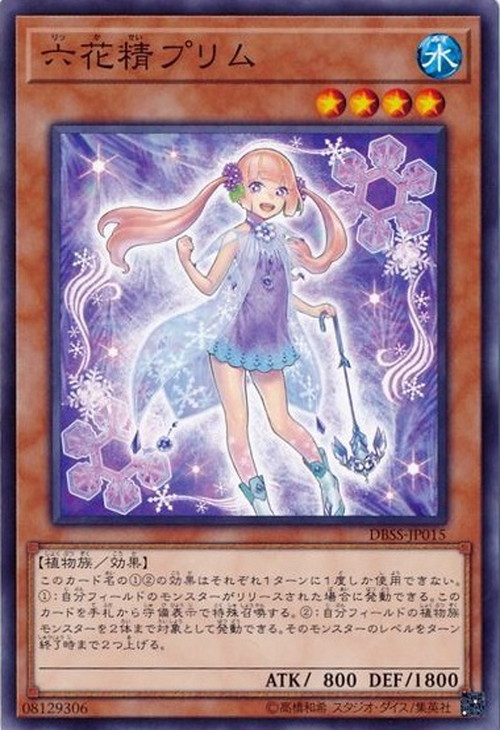 六花精プリム
水
DBSS-JP015
【植物族／効果】
このカード名の①②の効果はそれぞれ1ターンに1度しか使用できない。
①：自分フィールドのモンスターがリリースされた場合に発動できる。この
カードを手札から守備表示で特殊召喚する。②：自分フィールドの植物族
モンスターを2体まで対象として発動できる。そのモンスターのレベルをターン
終了時まで2つ上げる。
ATK/ 800 DEF/1800
08129306
©高橋和希 スタジオ・ダイス/集英社